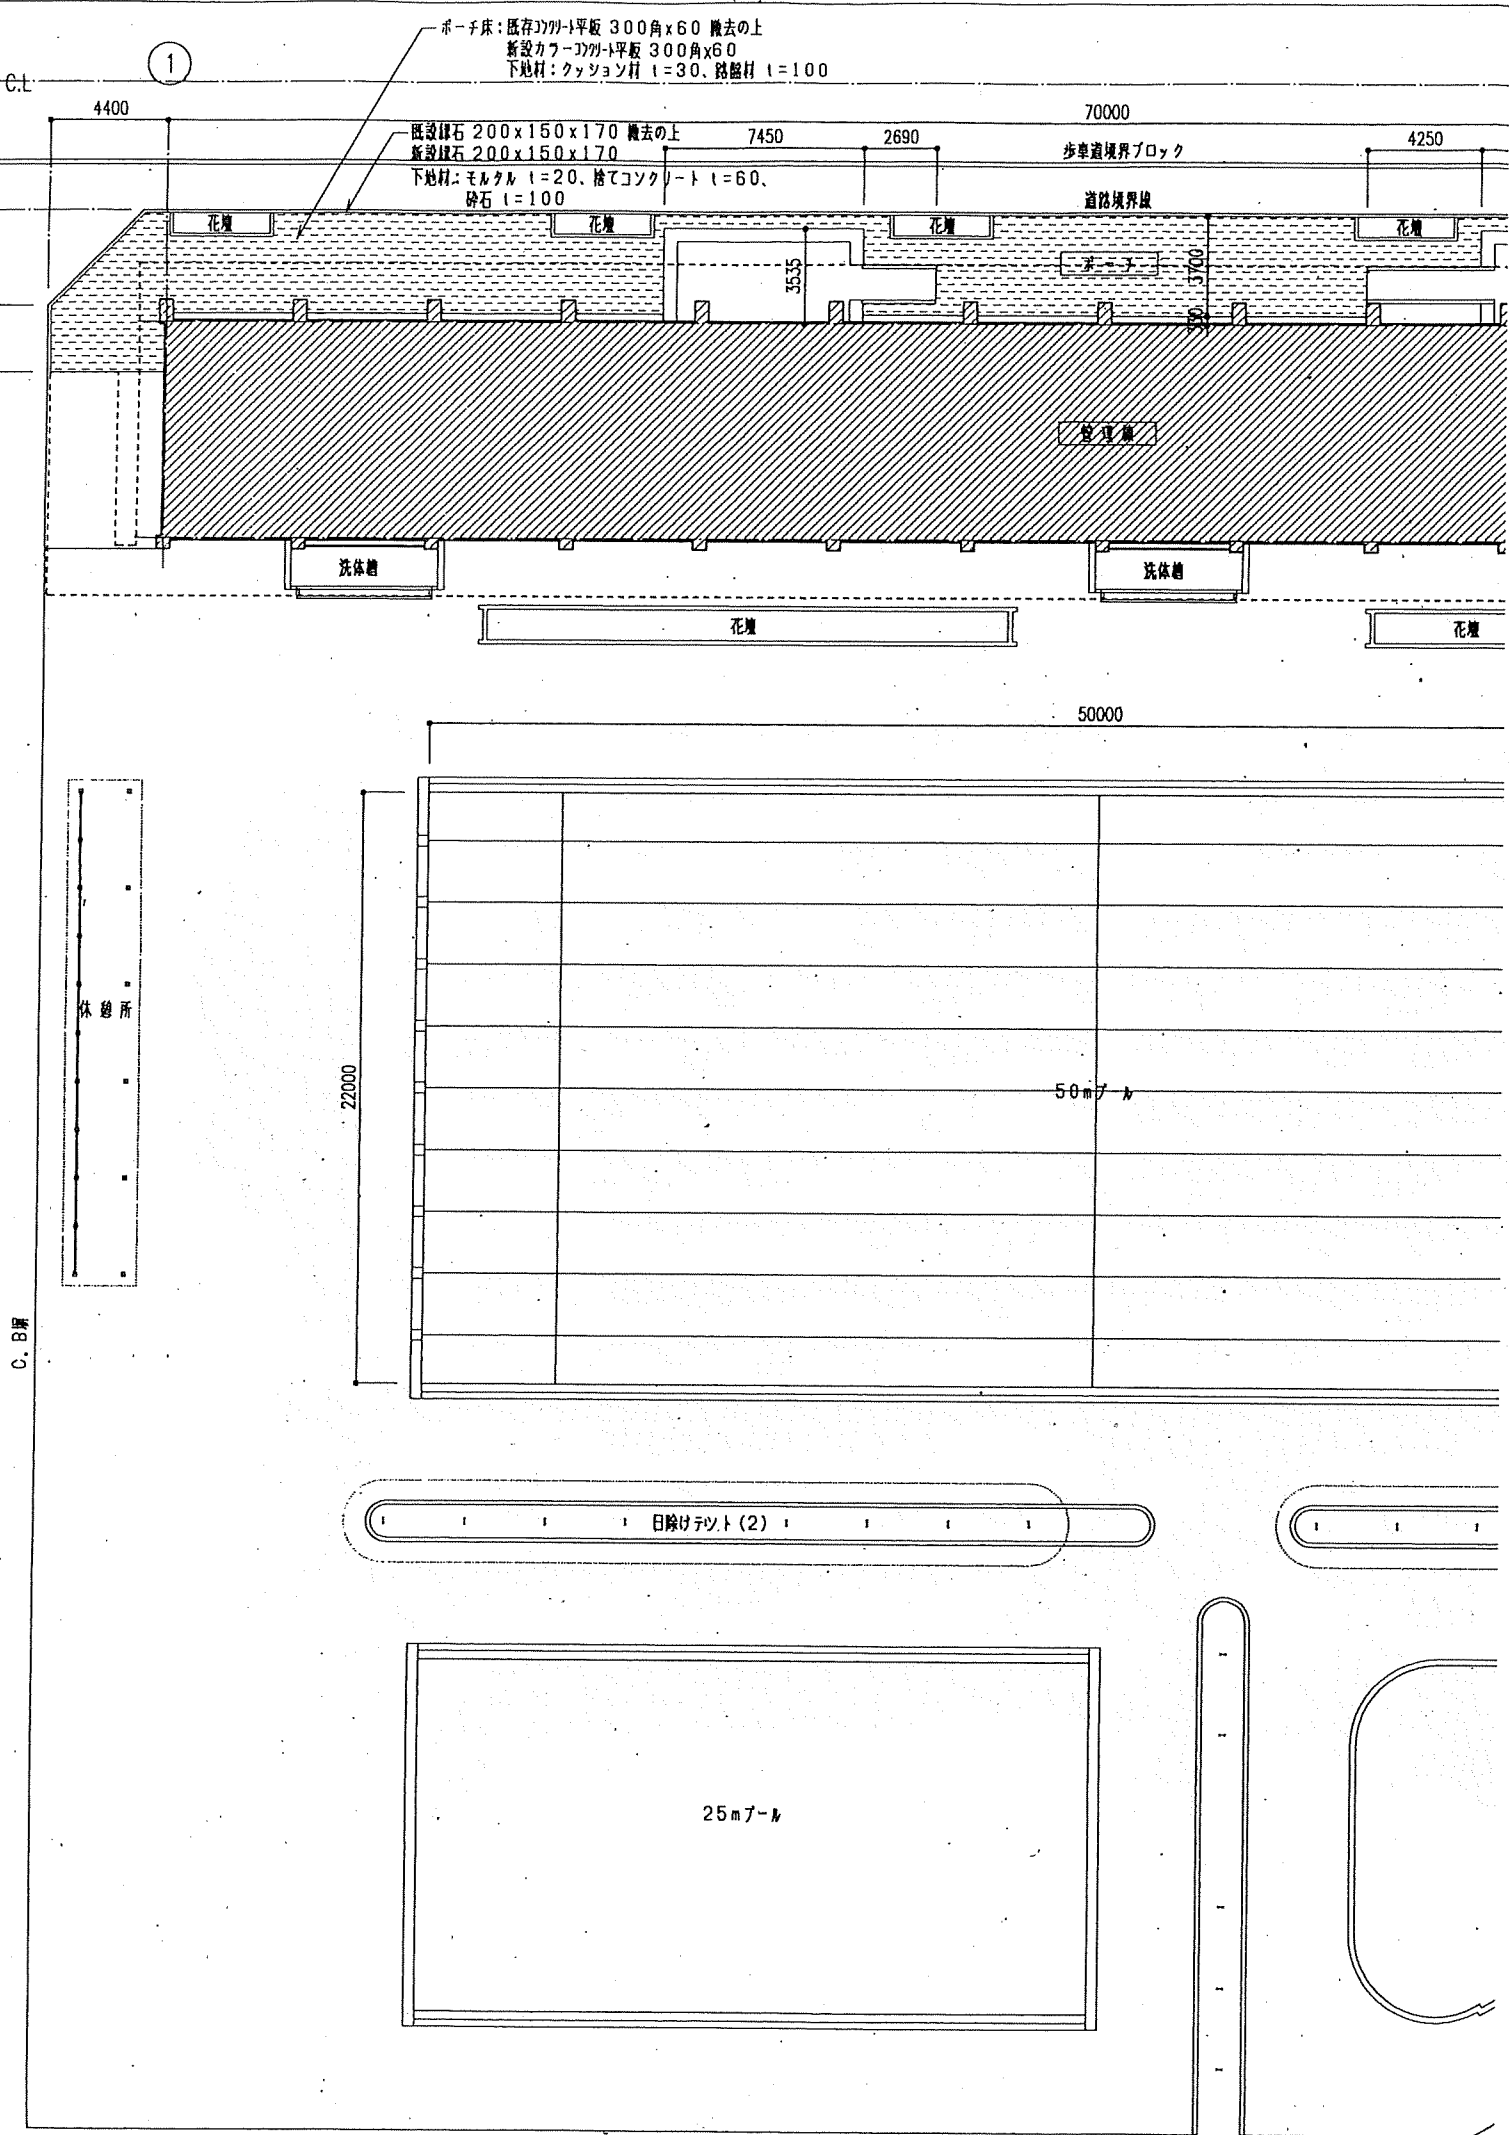 ポーチ床：既存コンクリート平板 300角x60 撤去の上
新設カラーコンクリート平板 300角x60
下地材：クッション材 t=30、路盤材 t=100
1
C.L
4400
70000
既設縁石 200x150x170 撤去の上
新設縁石 200x150x170
下地材：モルタル t=20、捨てコンクリート t=60、
砕石 t=100
7450
2690
歩車道境界ブロック
4250
道路境界線
花壇
花壇
花壇
花壇
3535
ポーチ
3700
管理棟
洗体槽
洗体槽
花壇
花壇
50000
休憩所
22000
50mプール
C.B塀
日除けテント(2)
25mプール